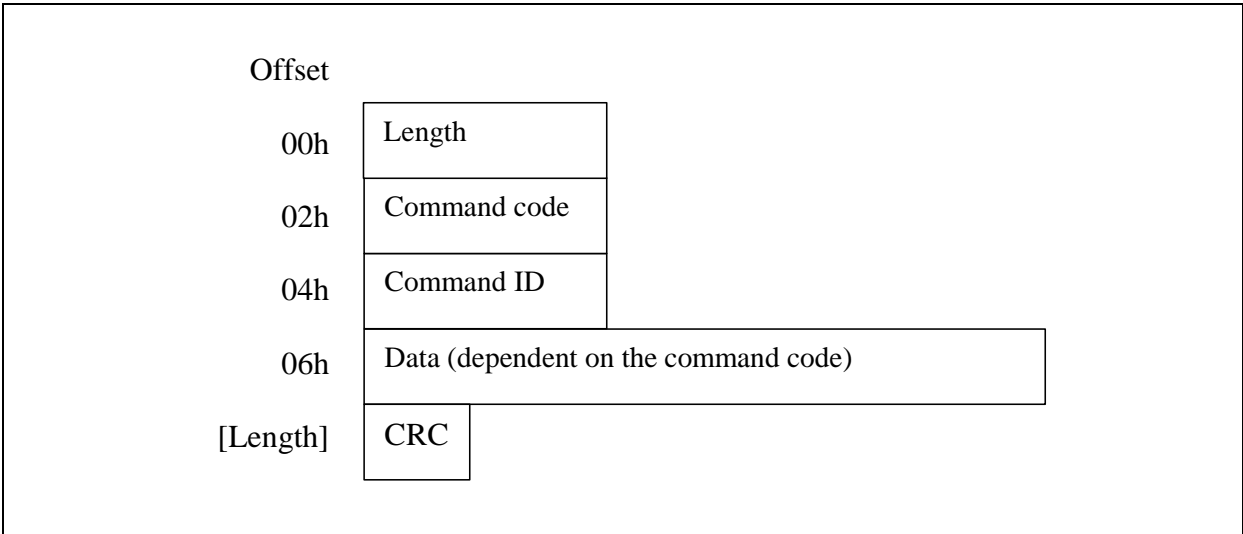 Offset
00h Length
02h Command code
04h Command ID
06h Data (dependent on the command code)
[Length] CRC